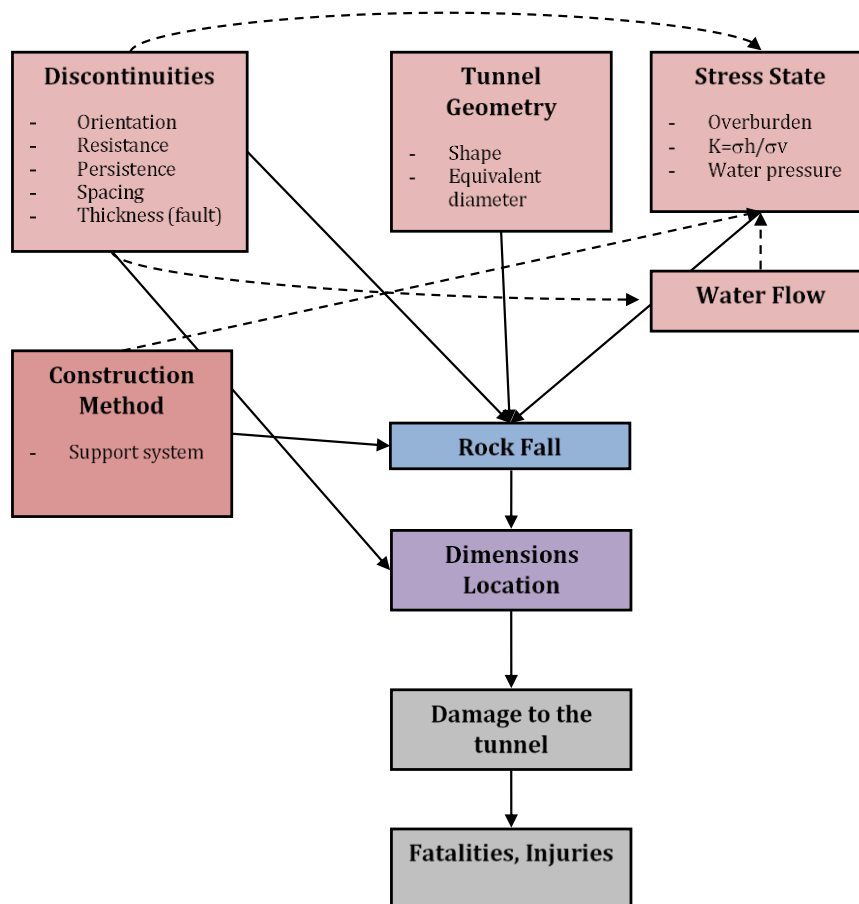 Discontinuities
- Orientation
- Resistance
- Persistence
- Spacing
- Thickness (fault)
Tunnel
Geometry
- Shape
- Equivalent
diameter
Stress State
- Overburden
- K=σh/σv
- Water pressure
Water Flow
Construction
Method
- Support system
Rock Fall
Dimensions
Location
Damage to the
tunnel
Fatalities, Injuries